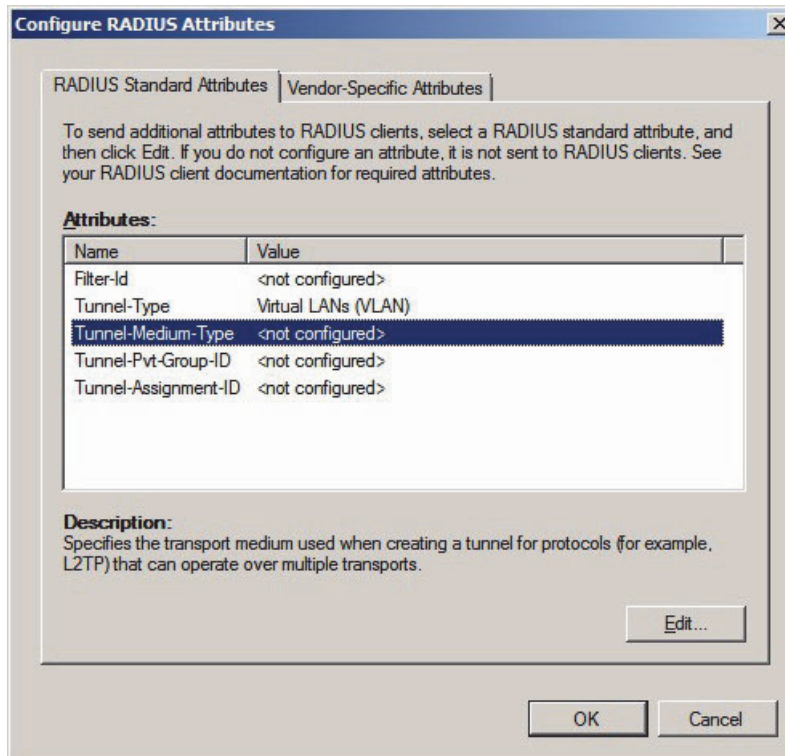 Configure RADIUS Attributes
RADIUS Standard Attributes Vendor-Specific Attributes
To send additional attributes to RADIUS clients, select a RADIUS standard attribute, and
then click Edit. If you do not configure an attribute, it is not sent to RADIUS clients. See
your RADIUS client documentation for required attributes.
Attributes:
Name Value
Filter-Id <not configured>
Tunnel-Type Virtual LANs (VLAN)
Tunnel-Medium-Type <not configured>
Tunnel-Pvt-Group-ID <not configured>
Tunnel-Assignment-ID <not configured>
Description:
Specifies the transport medium used when creating a tunnel for protocols (for example,
L2TP) that can operate over multiple transports.
Edit...
OK Cancel